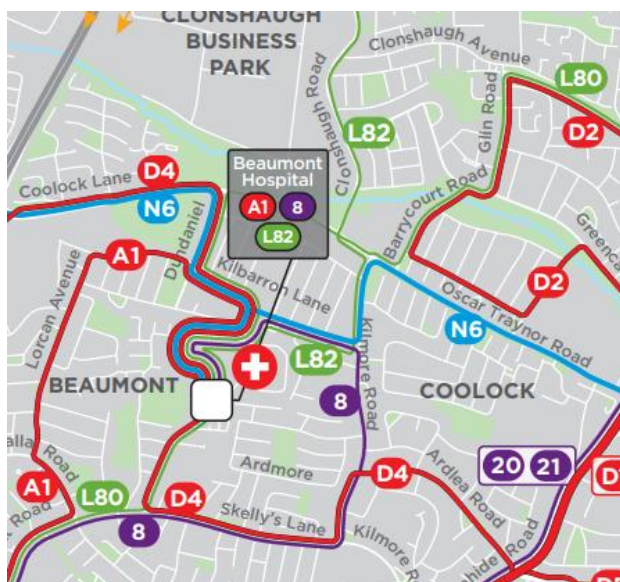 CLONSHAUGH
BUSINESS
PARK
Clonshaugh Avenue
L80
D2
Glin Road
Clonshaugh Road
L82
Coolock Lane
D4
N6
Beaumont
Hospital
A1 8
L82
Barrycourt Road
A1
Dundaniel
Lorcan Avenue
Kilbarron Lane
D2
Oscar Traynor Road
N6
L82
Kilmore Road
BEAUMONT
COOLOCK
8
20 21
Ardmore
D4
Ardlea Road
A1
Road
L80
D4
8
Skelly's Lane
Kilmore
Road
Road